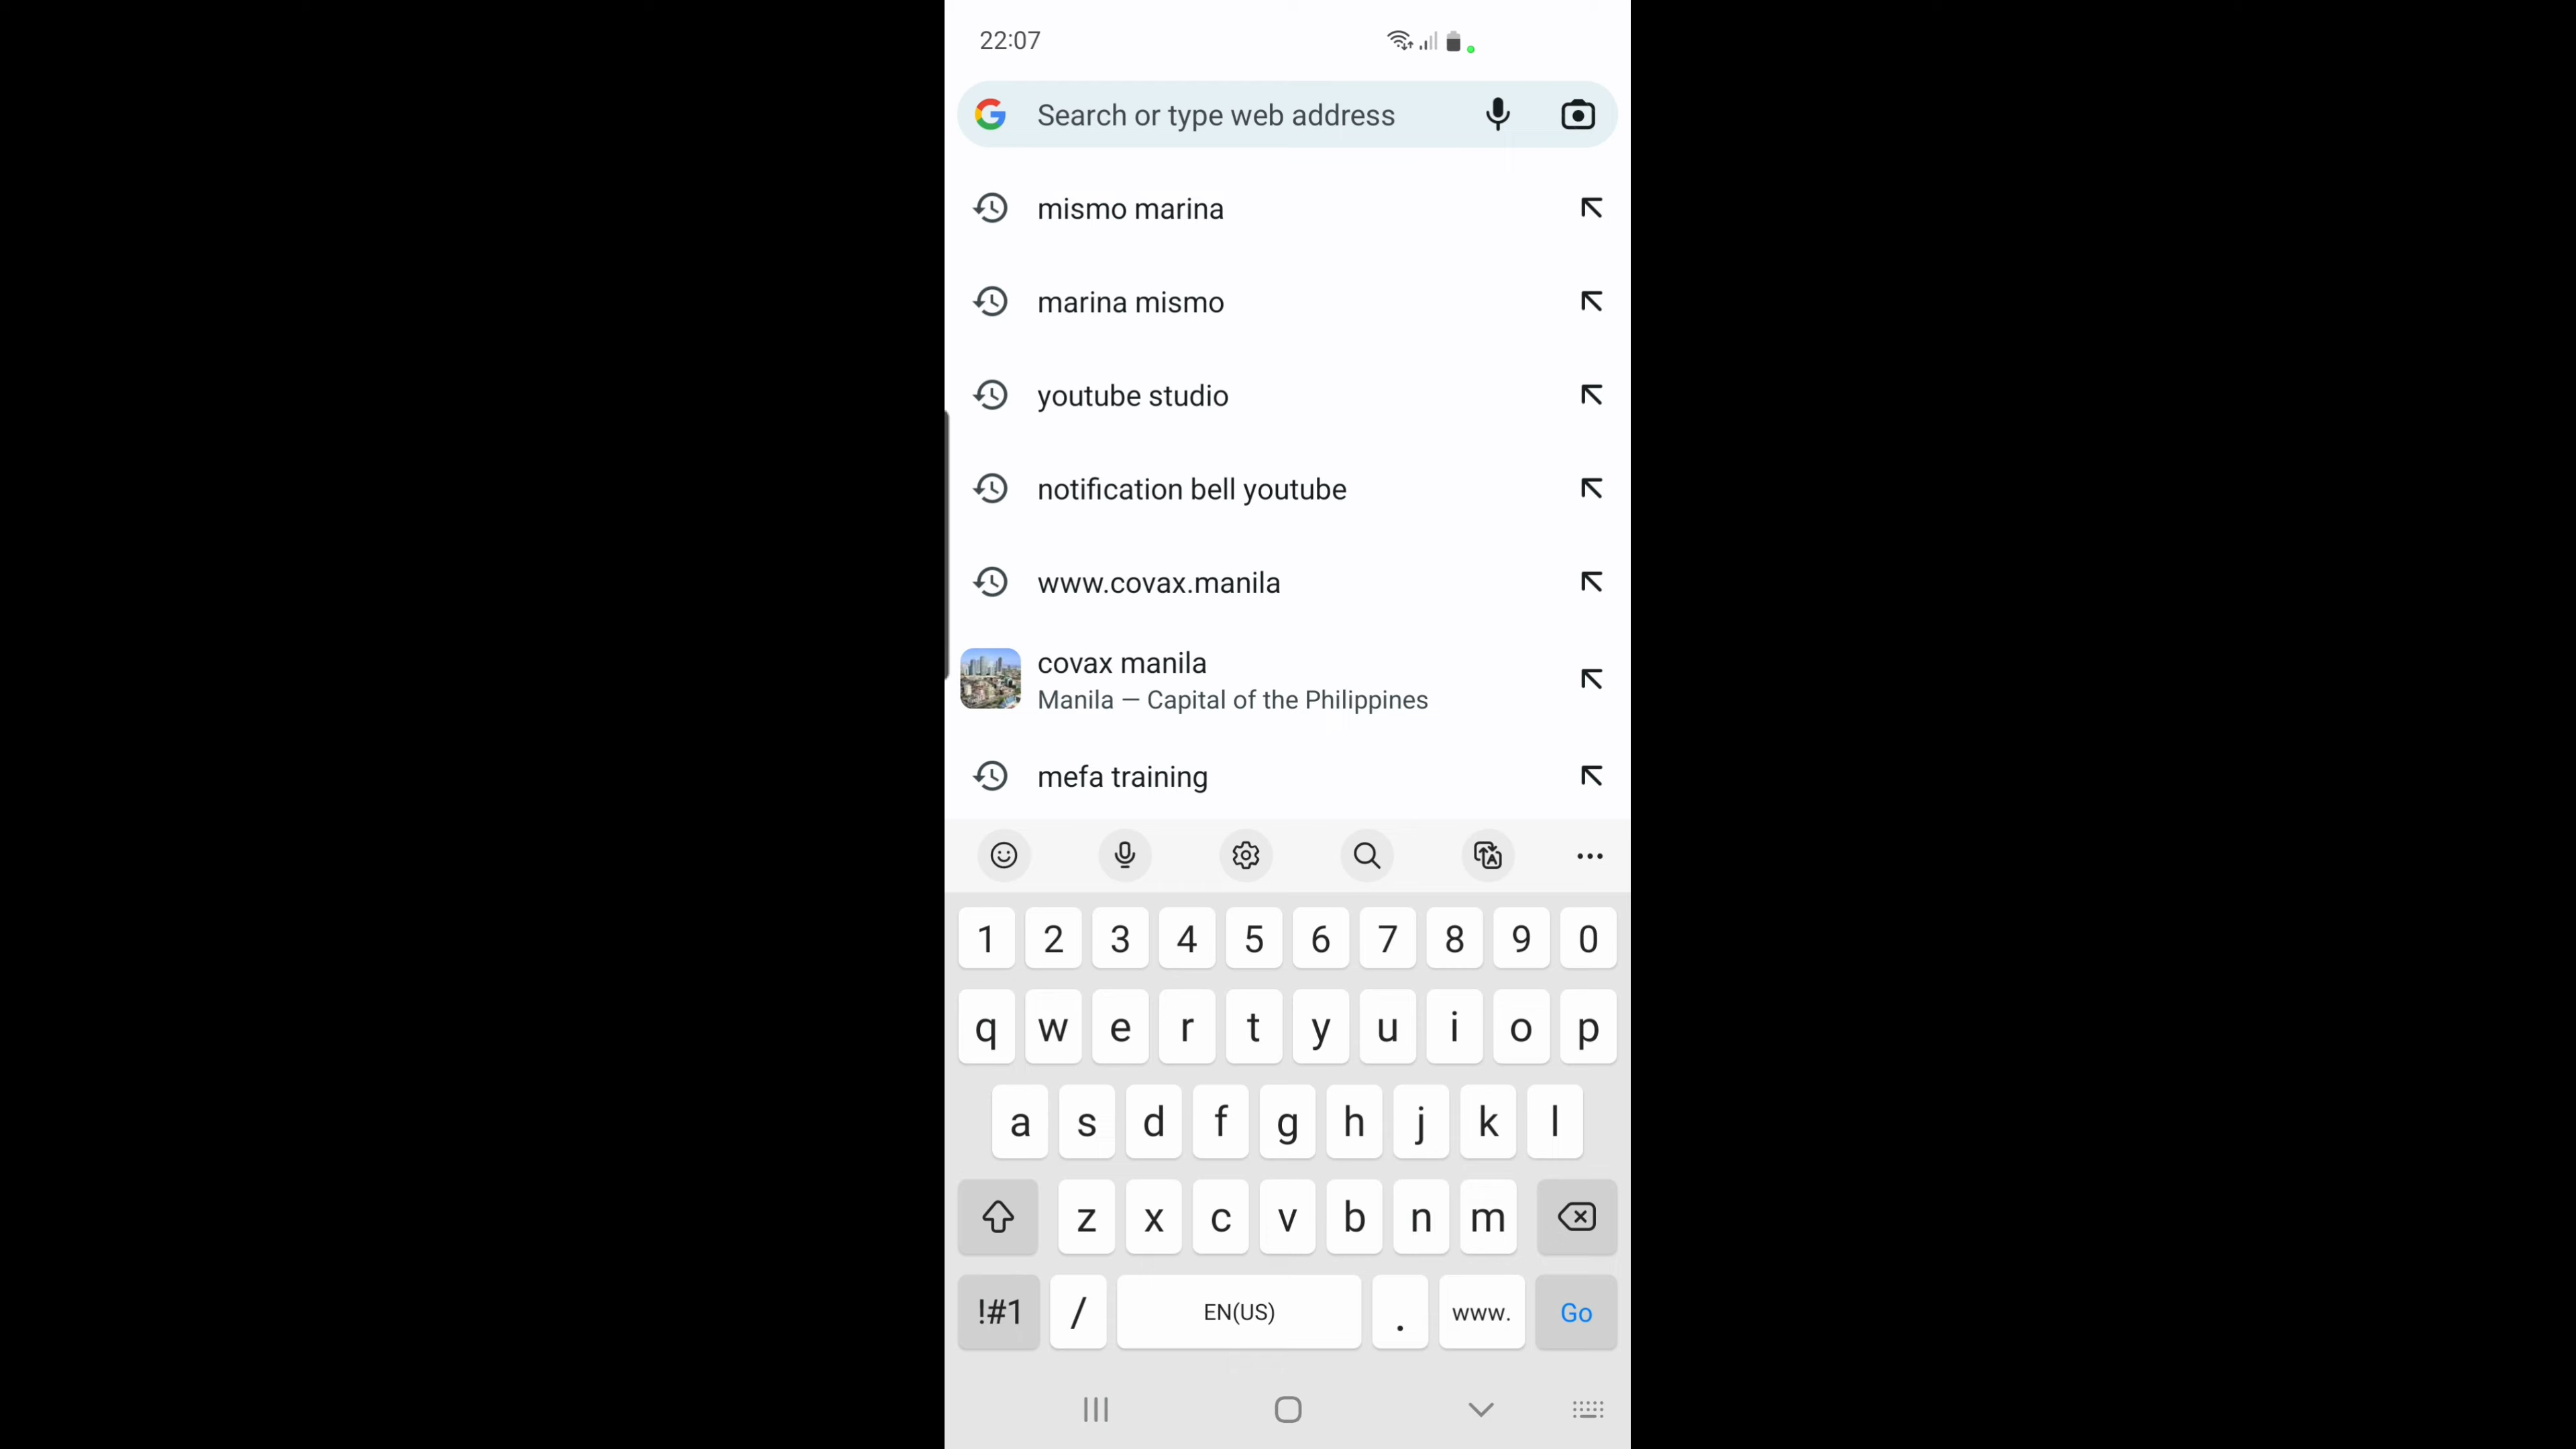 22:07
Search or type web address
mismo marina
marina mismo
youtube studio
notification bell youtube
www.covax.manila
covax manila
Manila — Capital of the Philippines
mefa training
1 2 3 4 5 6 7 8 9 0
q w e r t y u i o p
a s d f g h j k l
z x c v b n m
!#1 / EN(US) . www. Go